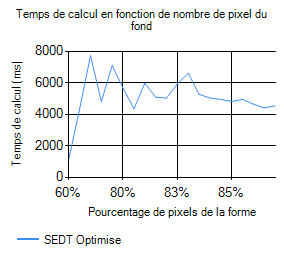 Temps de calcul en fonction de nombre de pixel du
fond
Temps de calcul (ms)
8000
6000
4000
2000
0
60%
80%
83%
85%
Pourcentage de pixels de la forme
SEDT Optimise